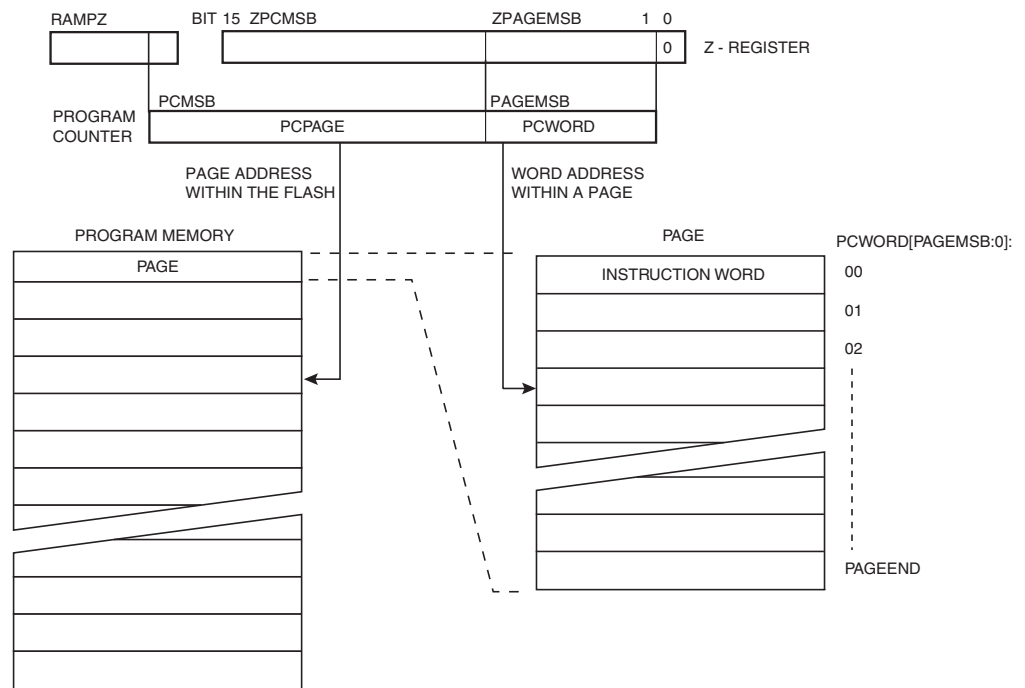 RAMPZ
BIT 15 ZPCMSB ZPAGEMSB 1 0
0 Z - REGISTER
PCMSB PAGEMSB
PROGRAM
COUNTER
PCPAGE PCWORD
PAGE ADDRESS
WITHIN THE FLASH
WORD ADDRESS
WITHIN A PAGE
PROGRAM MEMORY
PAGE
PAGE
PCWORD[PAGEMSB:0]:
INSTRUCTION WORD
00
01
02
PAGEEND